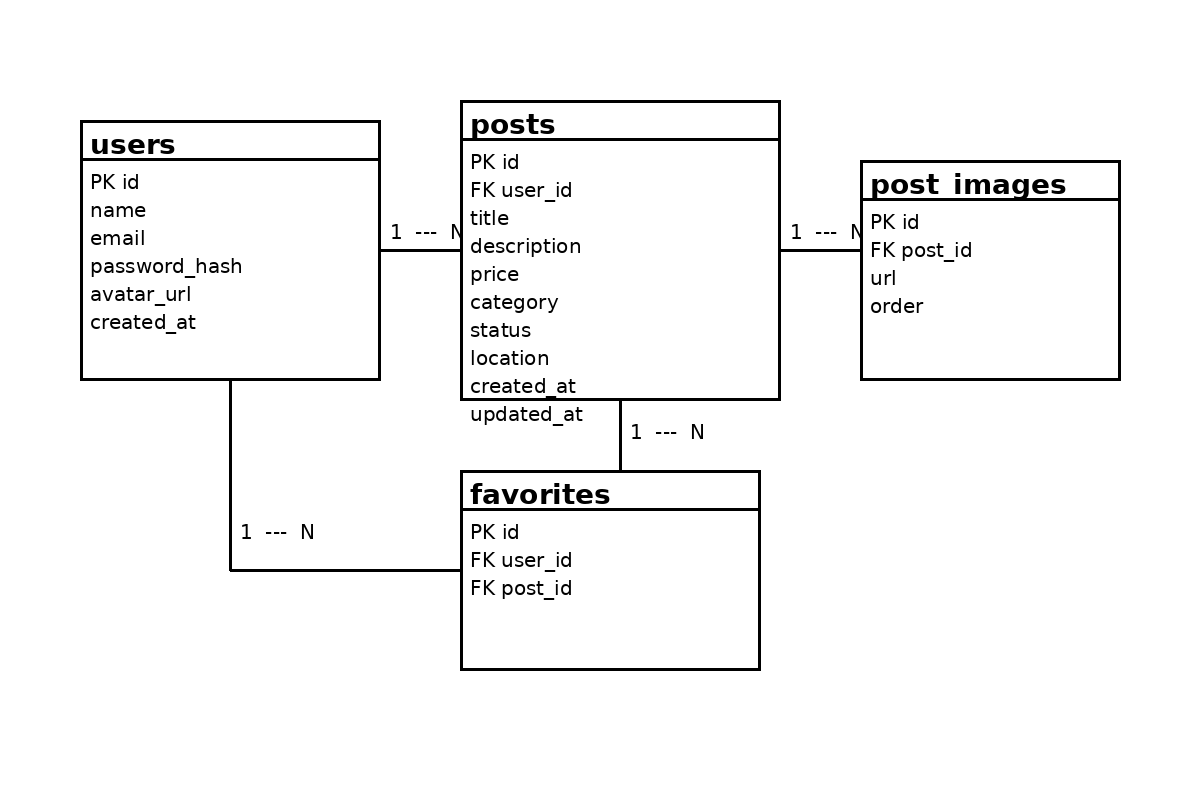 users
PK id
name
email
password_hash
avatar_url
created_at
1 --- N
posts
PK id
FK user_id
title
description
price
category
status
location
created_at
updated_at
1 --- N
post_images
PK id
FK post_id
url
order
1 --- N
favorites
PK id
FK user_id
FK post_id
1 --- N